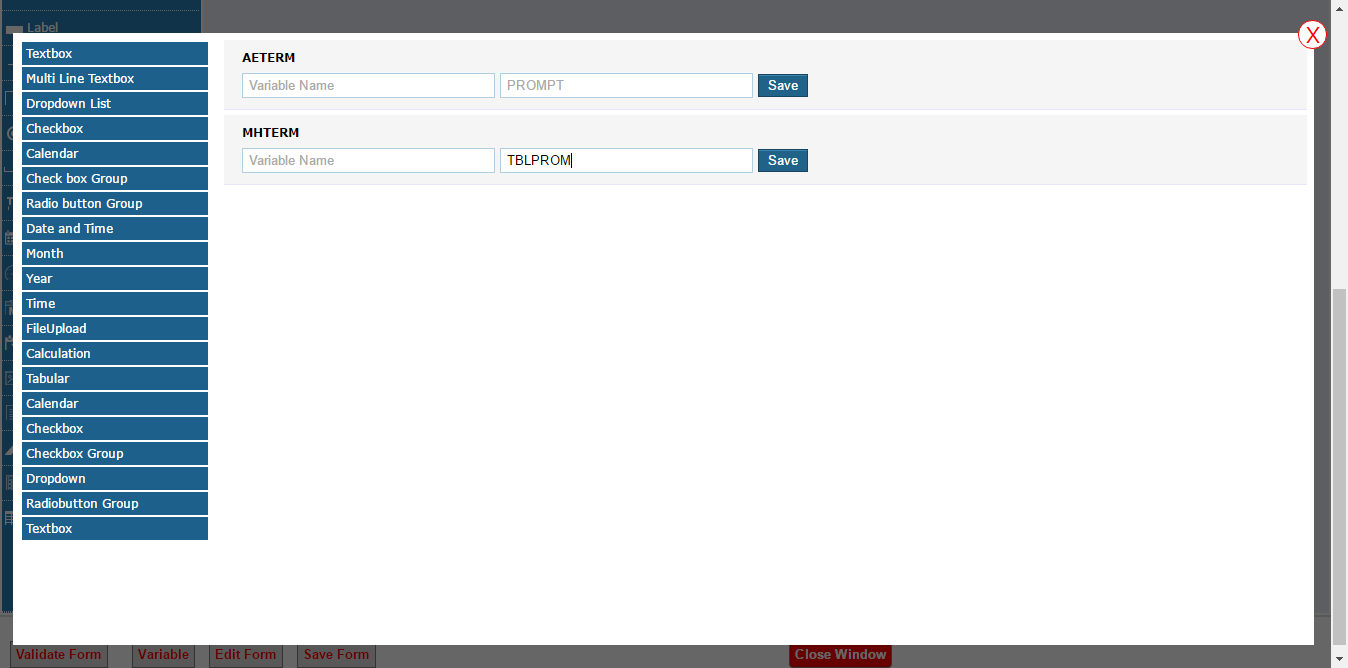 Label
X
Textbox
Multi Line Textbox
Dropdown List
Checkbox
Calendar
Check box Group
Radio button Group
Date and Time
Month
Year
Time
FileUpload
Calculation
Tabular
Calendar
Checkbox
Checkbox Group
Dropdown
Radiobutton Group
Textbox
AETERM
Variable Name PROMPT Save
MHTERM
Variable Name TBLPROM Save
Validate Form Variable Edit Form Save Form Close Window